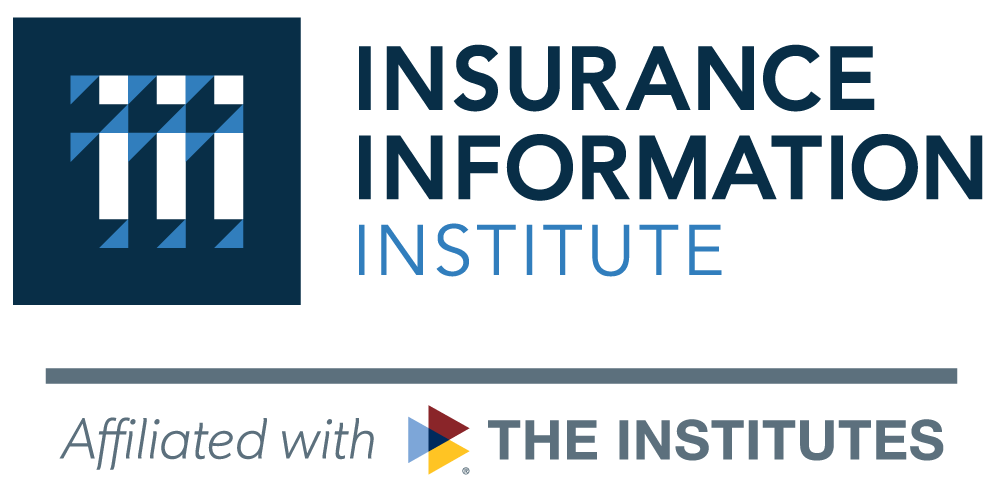 INSURANCE
INFORMATION
INSTITUTE
Affiliated with THE INSTITUTES
®